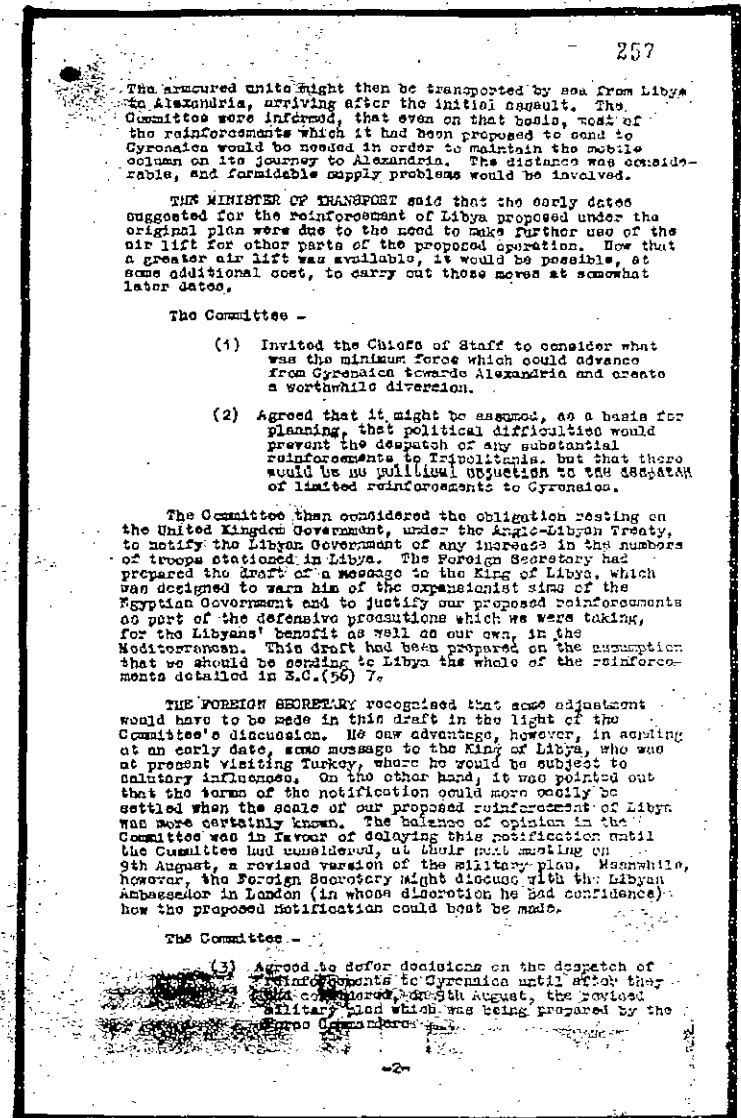 257
The armoured units might then be transported by sea from Libya
to Alexandria, arriving after the initial assault. The
Committee were informed, that even on that basis, most of
the reinforcements which it had been proposed to send to
Cyrenaica would be needed in order to maintain the mobile
column on its journey to Alexandria. The distance was conside-
rable, and formidable supply problems would be involved.
THE MINISTER OF TRANSPORT said that the early dates
suggested for the reinforcement of Libya proposed under the
original plan were due to the need to make further use of the
air lift for other parts of the proposed operation. Now that
a greater air lift was available, it would be possible, at
some additional cost, to carry out those moves at somewhat
later dates.
The Committee -
(1) Invited the Chiefs of Staff to consider what
was the minimum force which could advance
from Cyrenaica towards Alexandria and create
a worthwhile diversion.
(2) Agreed that it might be assumed, as a basis for
planning, that political difficulties would
prevent the despatch of any substantial
reinforcements to Tripolitania, but that there
would be no political objection to the despatch
of limited reinforcements to Cyrenaica.
The Committee then considered the obligation resting on
the United Kingdom Government, under the Anglo-Libyan Treaty,
to notify the Libyan Government of any increase in the numbers
of troops stationed in Libya. The Foreign Secretary had
prepared the draft of a message to the King of Libya, which
was designed to warn him of the expansionist aims of the
Egyptian Government and to justify our proposed reinforcements
as part of the defensive precautions which we were taking,
for the Libyans' benefit as well as our own, in the
Mediterranean. This draft had been prepared on the assumption
that we should be sending to Libya the whole of the reinforce-
ments detailed in E.C.(56) 7.
THE FOREIGN SECRETARY recognised that some adjustment
would have to be made in this draft in the light of the
Committee's discussion. He saw advantage, however, in sending
at an early date, some message to the King of Libya, who was
at present visiting Turkey, where he would be subject to
salutary influences. On the other hand, it was pointed out
that the terms of the notification could more easily be
settled when the scale of our proposed reinforcement of Libya
was more certainly known. The balance of opinion in the
Committee was in favour of delaying this notification until
the Committee had considered, at their next meeting on
9th August, a revised version of the military plan. Meanwhile,
however, the Foreign Secretary might discuss with the Libyan
Ambassador in London (in whose discretion he had confidence)
how the proposed notification could best be made.
The Committee -
(3) Agreed to defer decisions on the despatch of
reinforcements to Cyrenaica until after they
had considered, on 9th August, the revised
military plan which was being prepared by the
Force Commanders
-2-